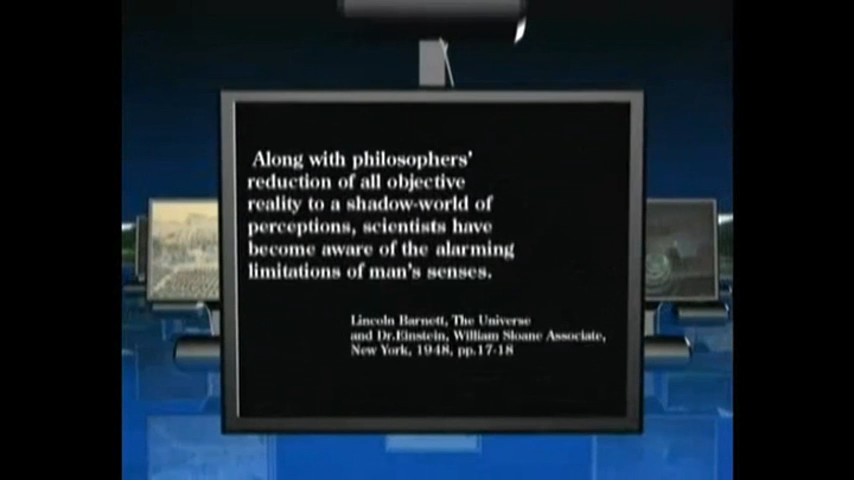 Along with philosophers'
reduction of all objective
reality to a shadow-world of
perceptions, scientists have
become aware of the alarming
limitations of man's senses.
Lincoln Barnett, The Universe
and Dr.Einstein, William Sloane Associate,
New York, 1948, pp.17-18